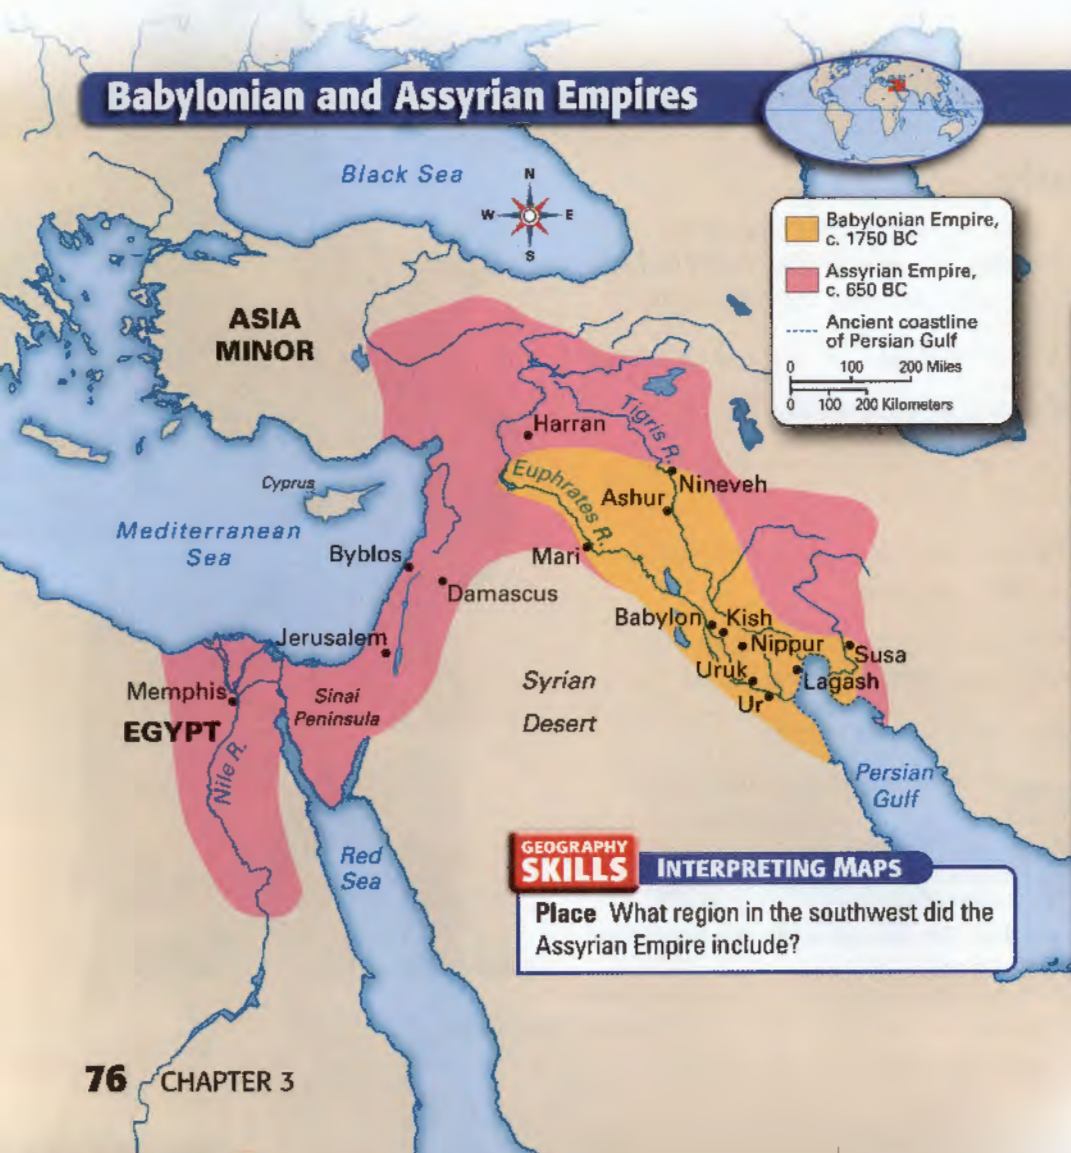 Babylonian and Assyrian Empires
Black Sea
N
W
E
S
Babylonian Empire,
c. 1750 BC
Assyrian Empire,
c. 650 BC
Ancient coastline
of Persian Gulf
0 100 200 Miles
0 100 200 Kilometers
ASIA
MINOR
Harran
Tigris R.
Euphrates R.
Nineveh
Ashur
Cyprus
Mediterranean
Sea
Byblos
Mari
Damascus
Babylon
Kish
Jerusalem
Nippur
Susa
Uruk
Lagash
Ur
Syrian
Desert
Memphis
Sinai
Peninsula
EGYPT
Nile R.
Persian
Gulf
Red
Sea
GEOGRAPHY
SKILLS
INTERPRETING MAPS
Place What region in the southwest did the
Assyrian Empire include?
76 CHAPTER 3